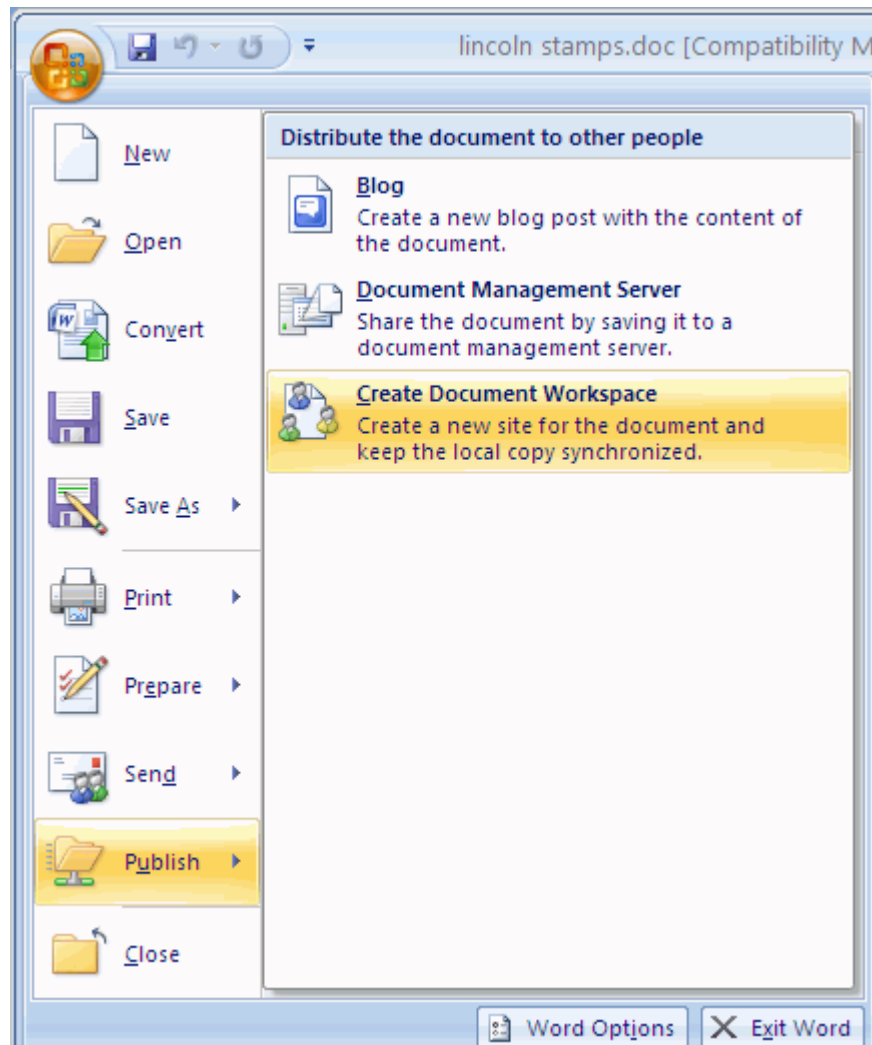 lincoln stamps.doc [Compatibility M
New
Open
Convert
Save
Save As
Print
Prepare
Send
Publish
Close
Distribute the document to other people
Blog
Create a new blog post with the content of
the document.
Document Management Server
Share the document by saving it to a
document management server.
Create Document Workspace
Create a new site for the document and
keep the local copy synchronized.
Word Options
Exit Word